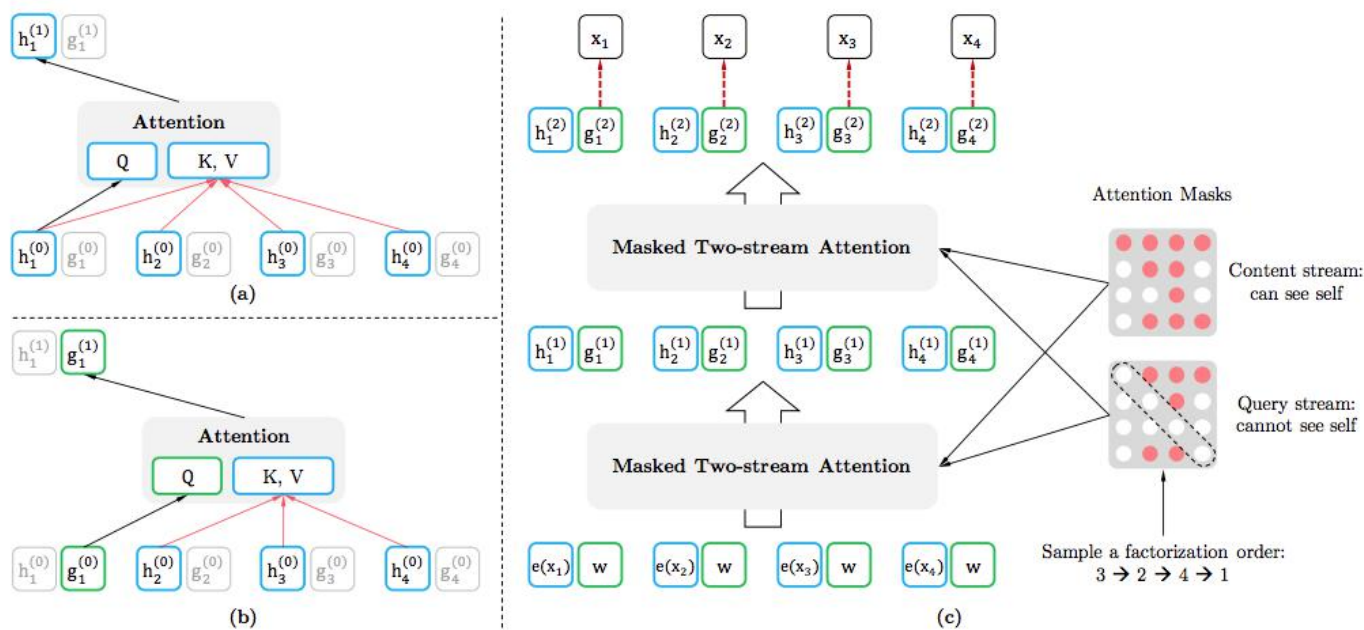 h₁⁽¹⁾ g₁⁽¹⁾
Attention
Q K, V
h₁⁽⁰⁾ g₁⁽⁰⁾ h₂⁽⁰⁾ g₂⁽⁰⁾ h₃⁽⁰⁾ g₃⁽⁰⁾ h₄⁽⁰⁾ g₄⁽⁰⁾
(a)
h₁⁽¹⁾ g₁⁽¹⁾
Attention
Q K, V
h₁⁽⁰⁾ g₁⁽⁰⁾ h₂⁽⁰⁾ g₂⁽⁰⁾ h₃⁽⁰⁾ g₃⁽⁰⁾ h₄⁽⁰⁾ g₄⁽⁰⁾
(b)
x₁ x₂ x₃ x₄
h₁⁽²⁾ g₁⁽²⁾ h₂⁽²⁾ g₂⁽²⁾ h₃⁽²⁾ g₃⁽²⁾ h₄⁽²⁾ g₄⁽²⁾
Masked Two-stream Attention
h₁⁽¹⁾ g₁⁽¹⁾ h₂⁽¹⁾ g₂⁽¹⁾ h₃⁽¹⁾ g₃⁽¹⁾ h₄⁽¹⁾ g₄⁽¹⁾
Masked Two-stream Attention
e(x₁) w e(x₂) w e(x₃) w e(x₄) w
(c)
Attention Masks
Content stream:
can see self
Query stream:
cannot see self
Sample a factorization order:
3 → 2 → 4 → 1